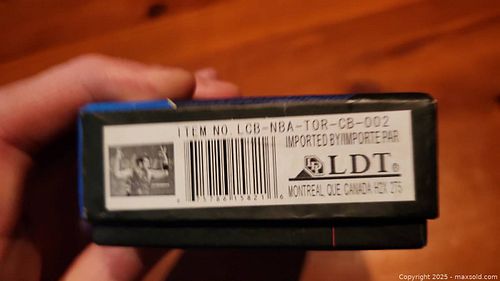 ITEM NO. LCB-NBA-TOR-CB-002
IMPORTED BY/IMPORTE PAR
LDT®
MONTREAL QUE. CANADA H2X 2T5
Copyright © 2025 - maxsold.com